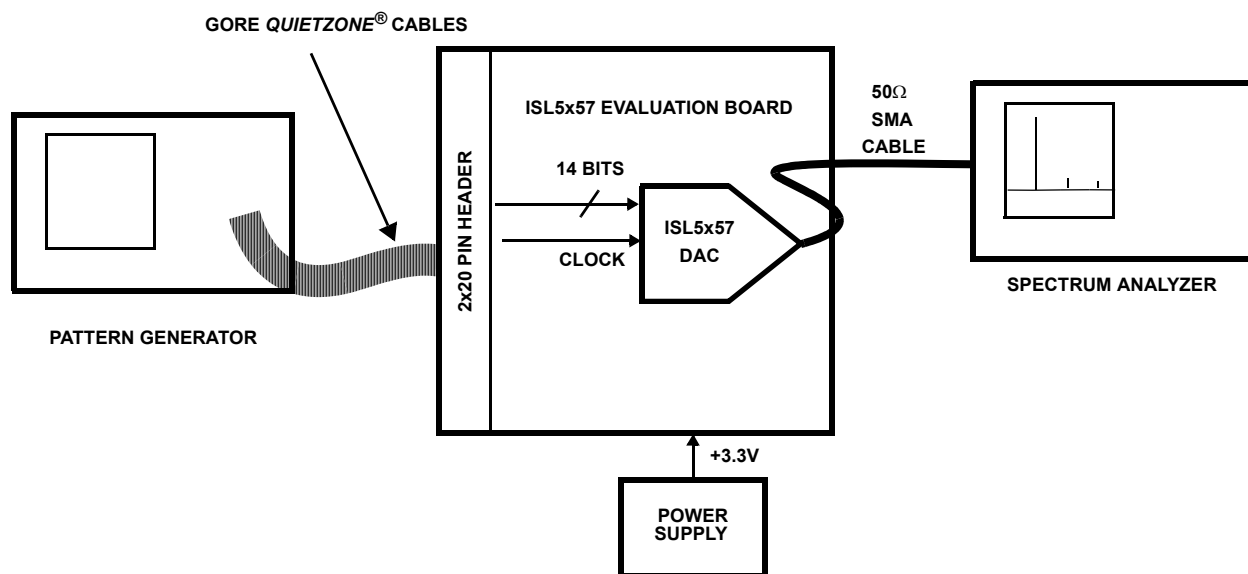 GORE QUIETZONE® CABLES
PATTERN GENERATOR
2x20 PIN HEADER
ISL5x57 EVALUATION BOARD
14 BITS
CLOCK
ISL5x57
DAC
50Ω
SMA
CABLE
SPECTRUM ANALYZER
+3.3V
POWER
SUPPLY